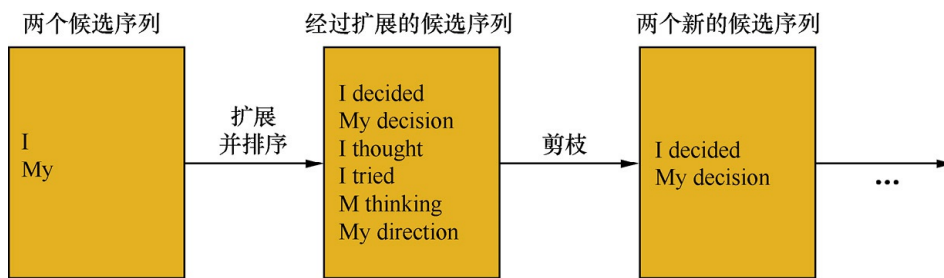 两个候选序列
经过扩展的候选序列
两个新的候选序列
I
My
扩展
并排序
I decided
My decision
I thought
I tried
M thinking
My direction
剪枝
I decided
My decision
...